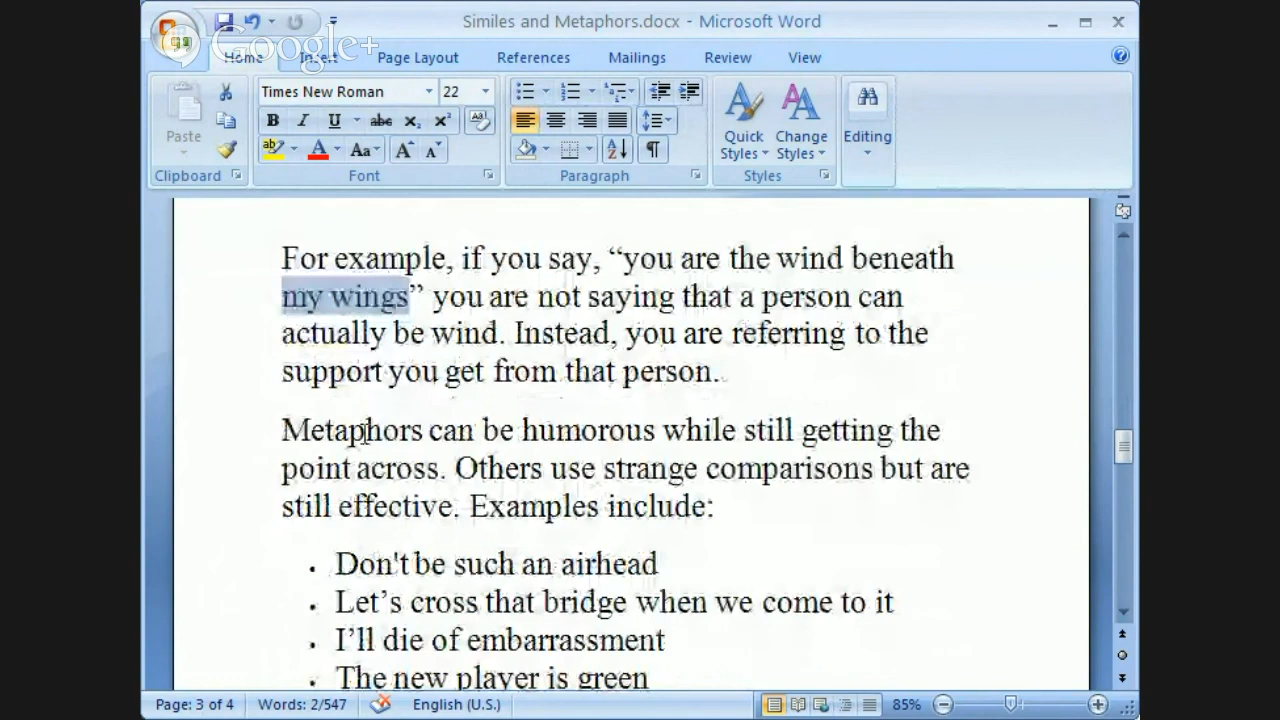 Similes and Metaphors.docx - Microsoft Word
Google+
Home Insert Page Layout References Mailings Review View
Paste
Clipboard
Times New Roman 22
Font
Paragraph
Quick Styles
Change Styles
Styles
Editing
For example, if you say, “you are the wind beneath
my wings” you are not saying that a person can
actually be wind. Instead, you are referring to the
support you get from that person.
Metaphors can be humorous while still getting the
point across. Others use strange comparisons but are
still effective. Examples include:
Don't be such an airhead
Let’s cross that bridge when we come to it
I’ll die of embarrassment
The new player is green
Page: 3 of 4 Words: 2/547 English (U.S.) 85%